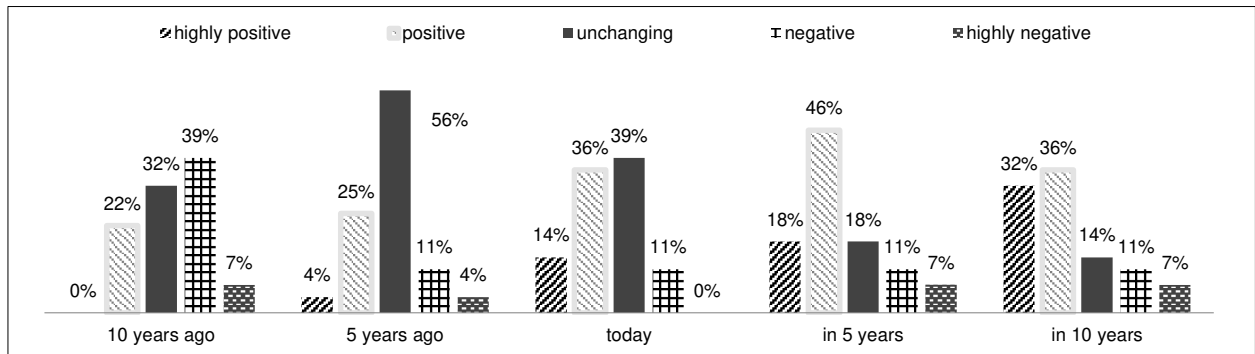 highly positive positive unchanging negative highly negative
0% 22% 32% 39% 7%
4% 25% 56% 11% 4%
14% 36% 39% 11% 0%
18% 46% 18% 11% 7%
32% 36% 14% 11% 7%
10 years ago 5 years ago today in 5 years in 10 years